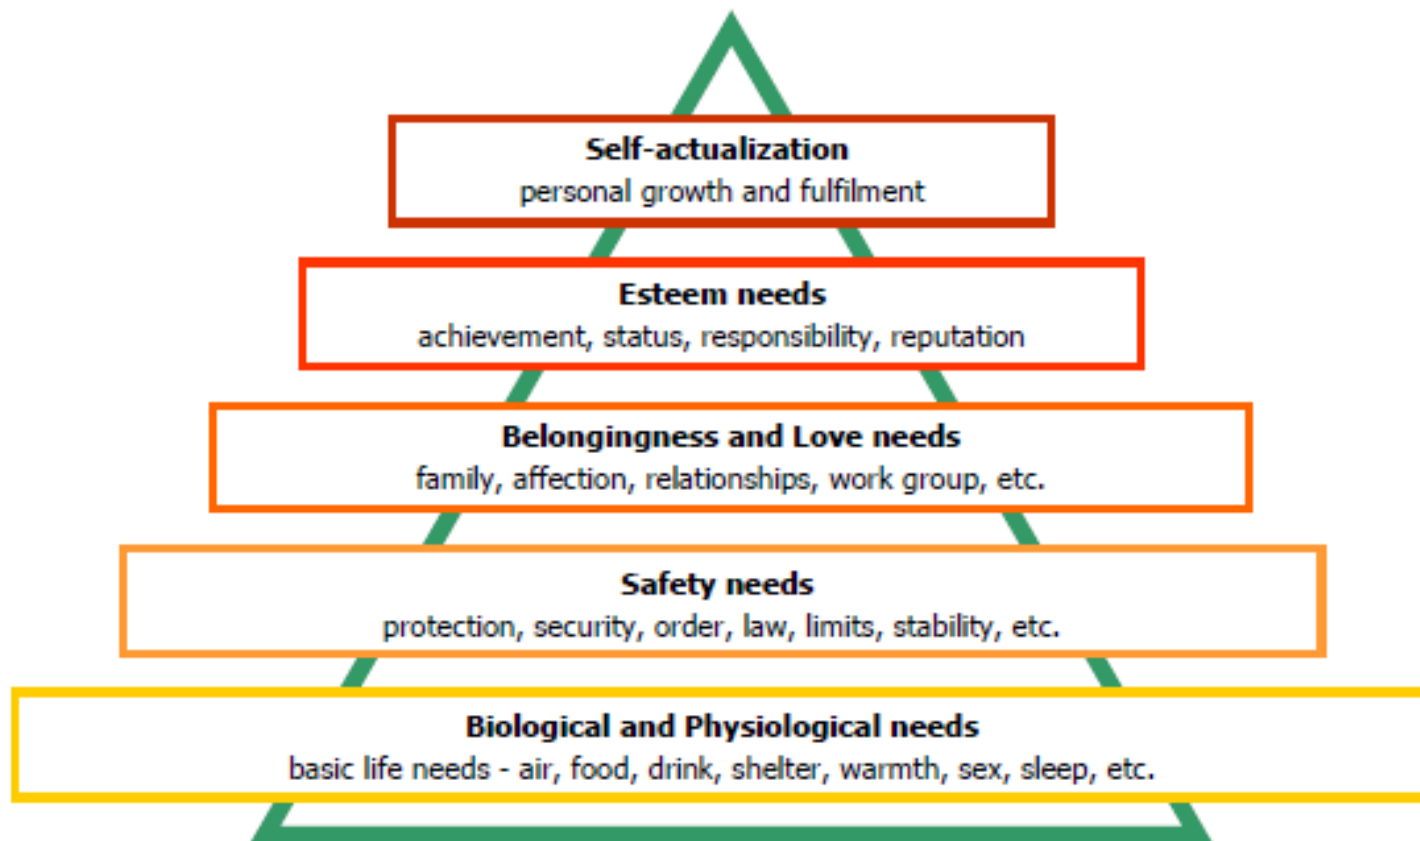 Self-actualization
personal growth and fulfilment
Esteem needs
achievement, status, responsibility, reputation
Belongingness and Love needs
family, affection, relationships, work group, etc.
Safety needs
protection, security, order, law, limits, stability, etc.
Biological and Physiological needs
basic life needs - air, food, drink, shelter, warmth, sex, sleep, etc.